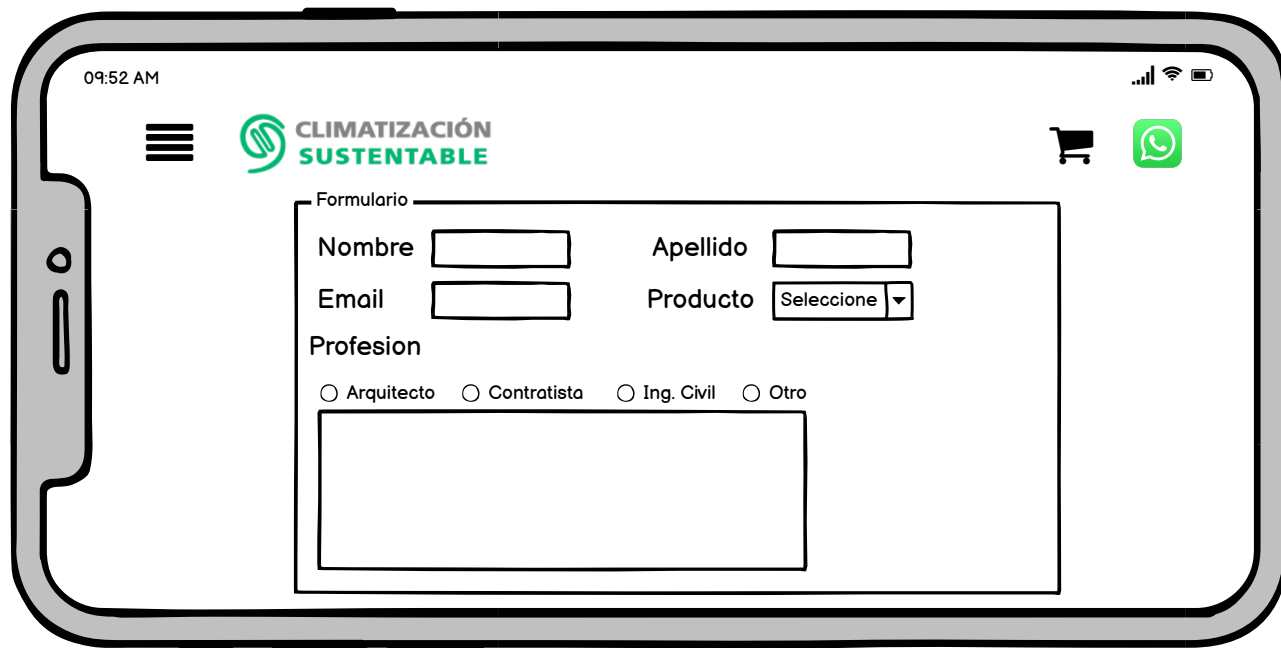 09:52 AM
CLIMATIZACIÓN
SUSTENTABLE
Formulario
Nombre
Apellido
Email
Producto Seleccione
Profesion
Arquitecto Contratista Ing. Civil Otro